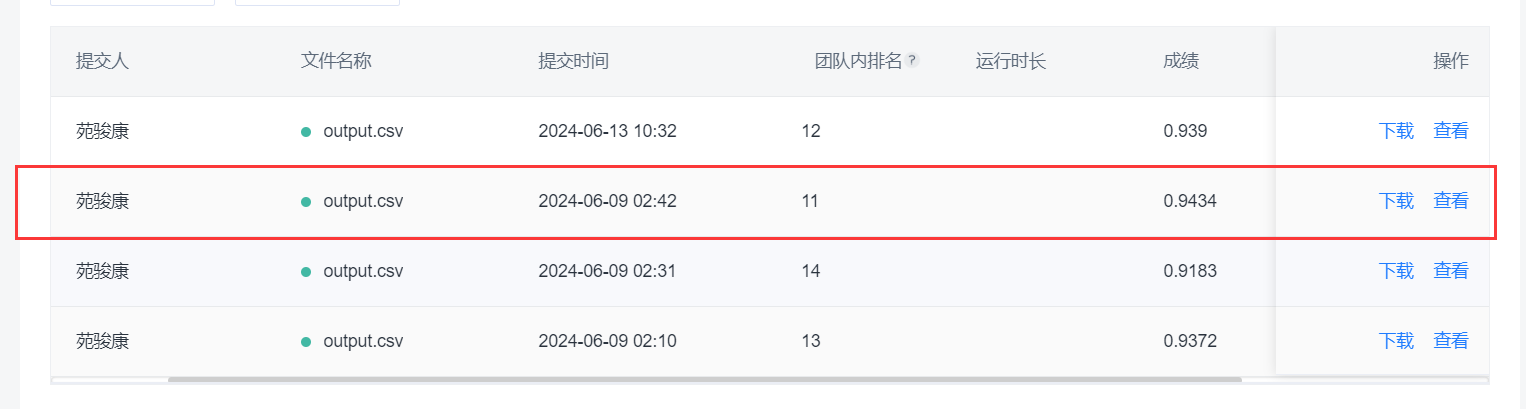 提交人 文件名称 提交时间 团队内排名? 运行时长 成绩 操作
苑骏康 output.csv 2024-06-13 10:32 12 0.939 下载 查看
苑骏康 output.csv 2024-06-09 02:42 11 0.9434 下载 查看
苑骏康 output.csv 2024-06-09 02:31 14 0.9183 下载 查看
苑骏康 output.csv 2024-06-09 02:10 13 0.9372 下载 查看